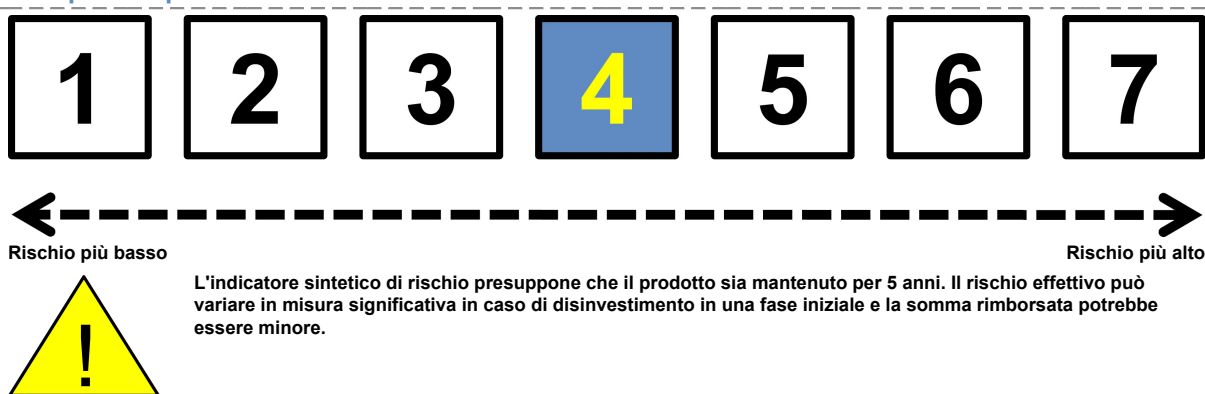 1 2 3 4 5 6 7
Rischio più basso Rischio più alto
!
L'indicatore sintetico di rischio presuppone che il prodotto sia mantenuto per 5 anni. Il rischio effettivo può
variare in misura significativa in caso di disinvestimento in una fase iniziale e la somma rimborsata potrebbe
essere minore.